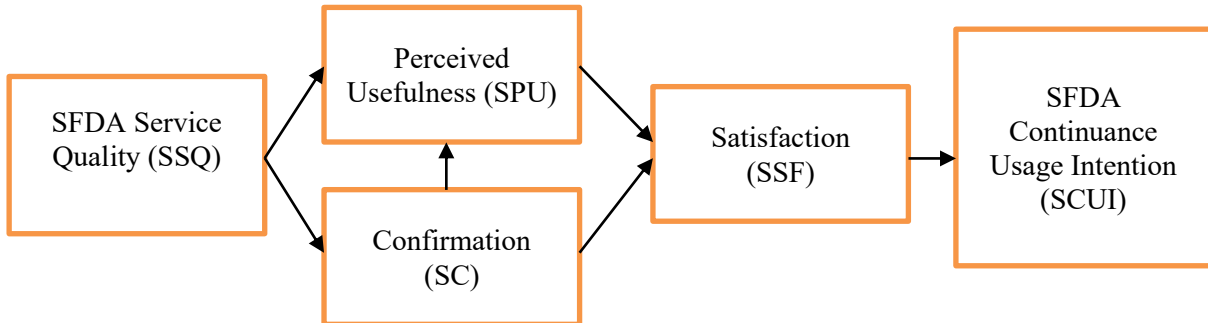 SFDA Service
Quality (SSQ)
Perceived
Usefulness (SPU)
Confirmation
(SC)
Satisfaction
(SSF)
SFDA
Continuance
Usage Intention
(SCUI)